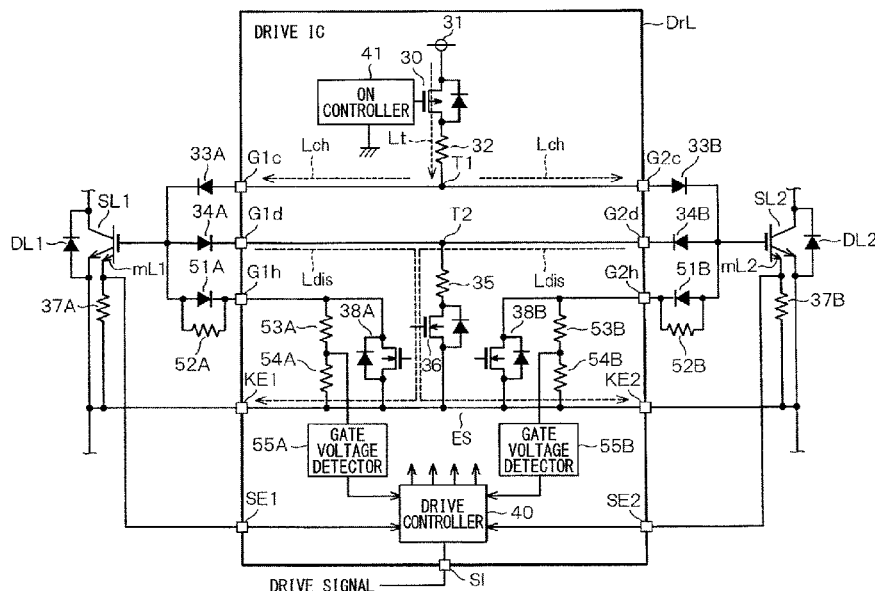 DRIVE IC
31
DrL
41
30
ON
CONTROLLER
Lt
32
33A
G1c
Lch
T1
Lch
G2c
33B
SL1
34A
G1d
T2
G2d
34B
SL2
DL1
mL1
51A
G1h
Ldis
35
Ldis
G2h
51B
mL2
DL2
37A
53A
38A
38B
53B
37B
52A
54A
36
54B
52B
KE1
KE2
ES
55A
GATE
VOLTAGE
DETECTOR
GATE
VOLTAGE
DETECTOR
55B
SE1
DRIVE
CONTROLLER
40
SE2
SI
DRIVE SIGNAL